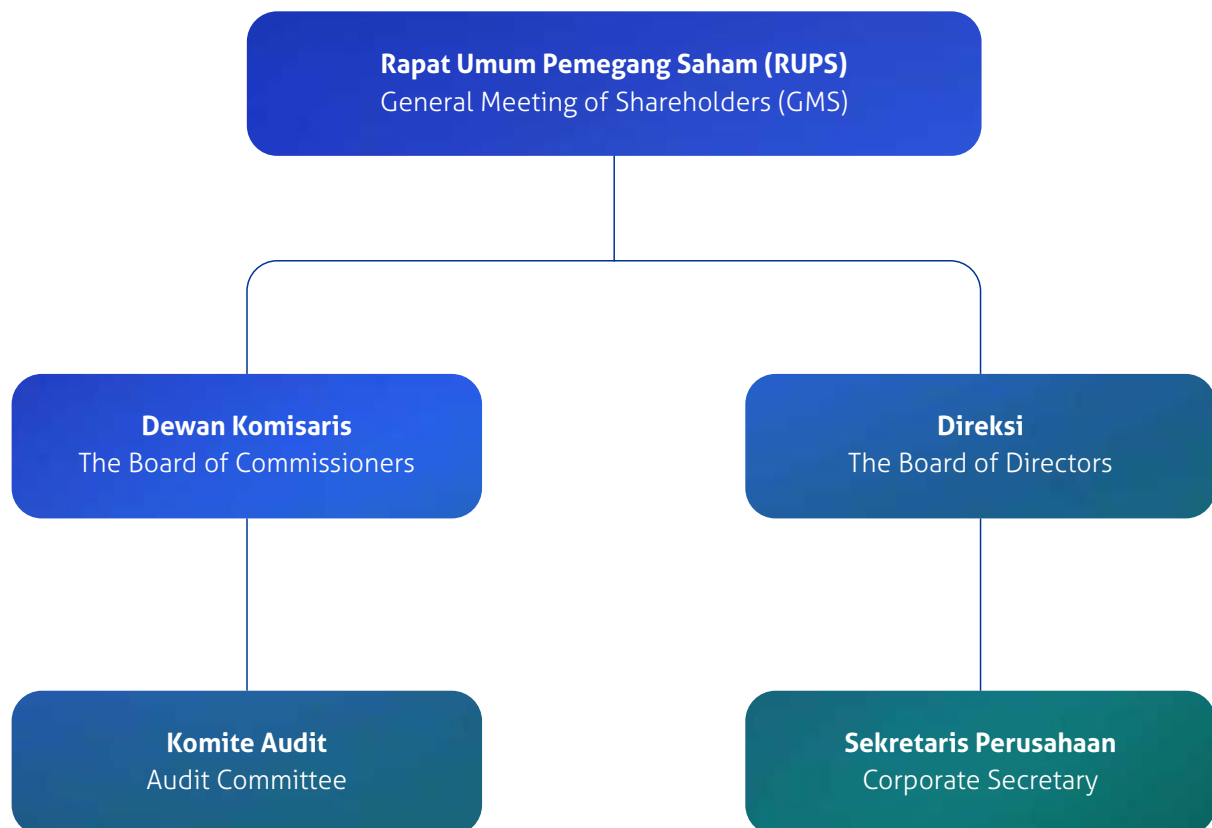 Rapat Umum Pemegang Saham (RUPS)
General Meeting of Shareholders (GMS)
Dewan Komisaris
The Board of Commissioners
Direksi
The Board of Directors
Komite Audit
Audit Committee
Sekretaris Perusahaan
Corporate Secretary